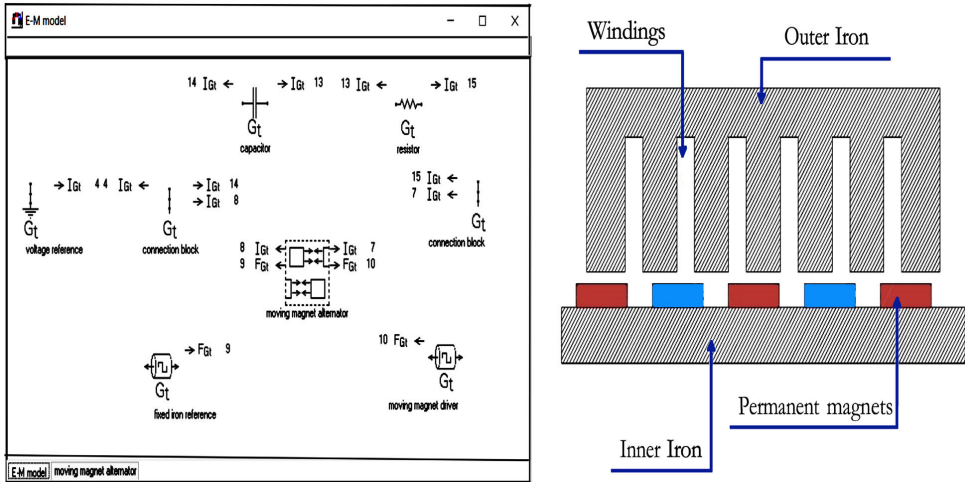 E-M model
14 IGt
IGt 13
13 IGt
IGt 15
Gt
capacitor
Gt
resistor
IGt 4
4 IGt
IGt 14
IGt 8
15 IGt
7 IGt
Gt
voltage reference
Gt
connection block
Gt
connection block
8 IGt
IGt 7
9 FGt
FGt 10
moving magnet alternator
FGt 9
10 FGt
Gt
fixed iron reference
Gt
moving magnet driver
E-M model
moving magnet alternator
Windings
Outer Iron
Permanent magnets
Inner Iron